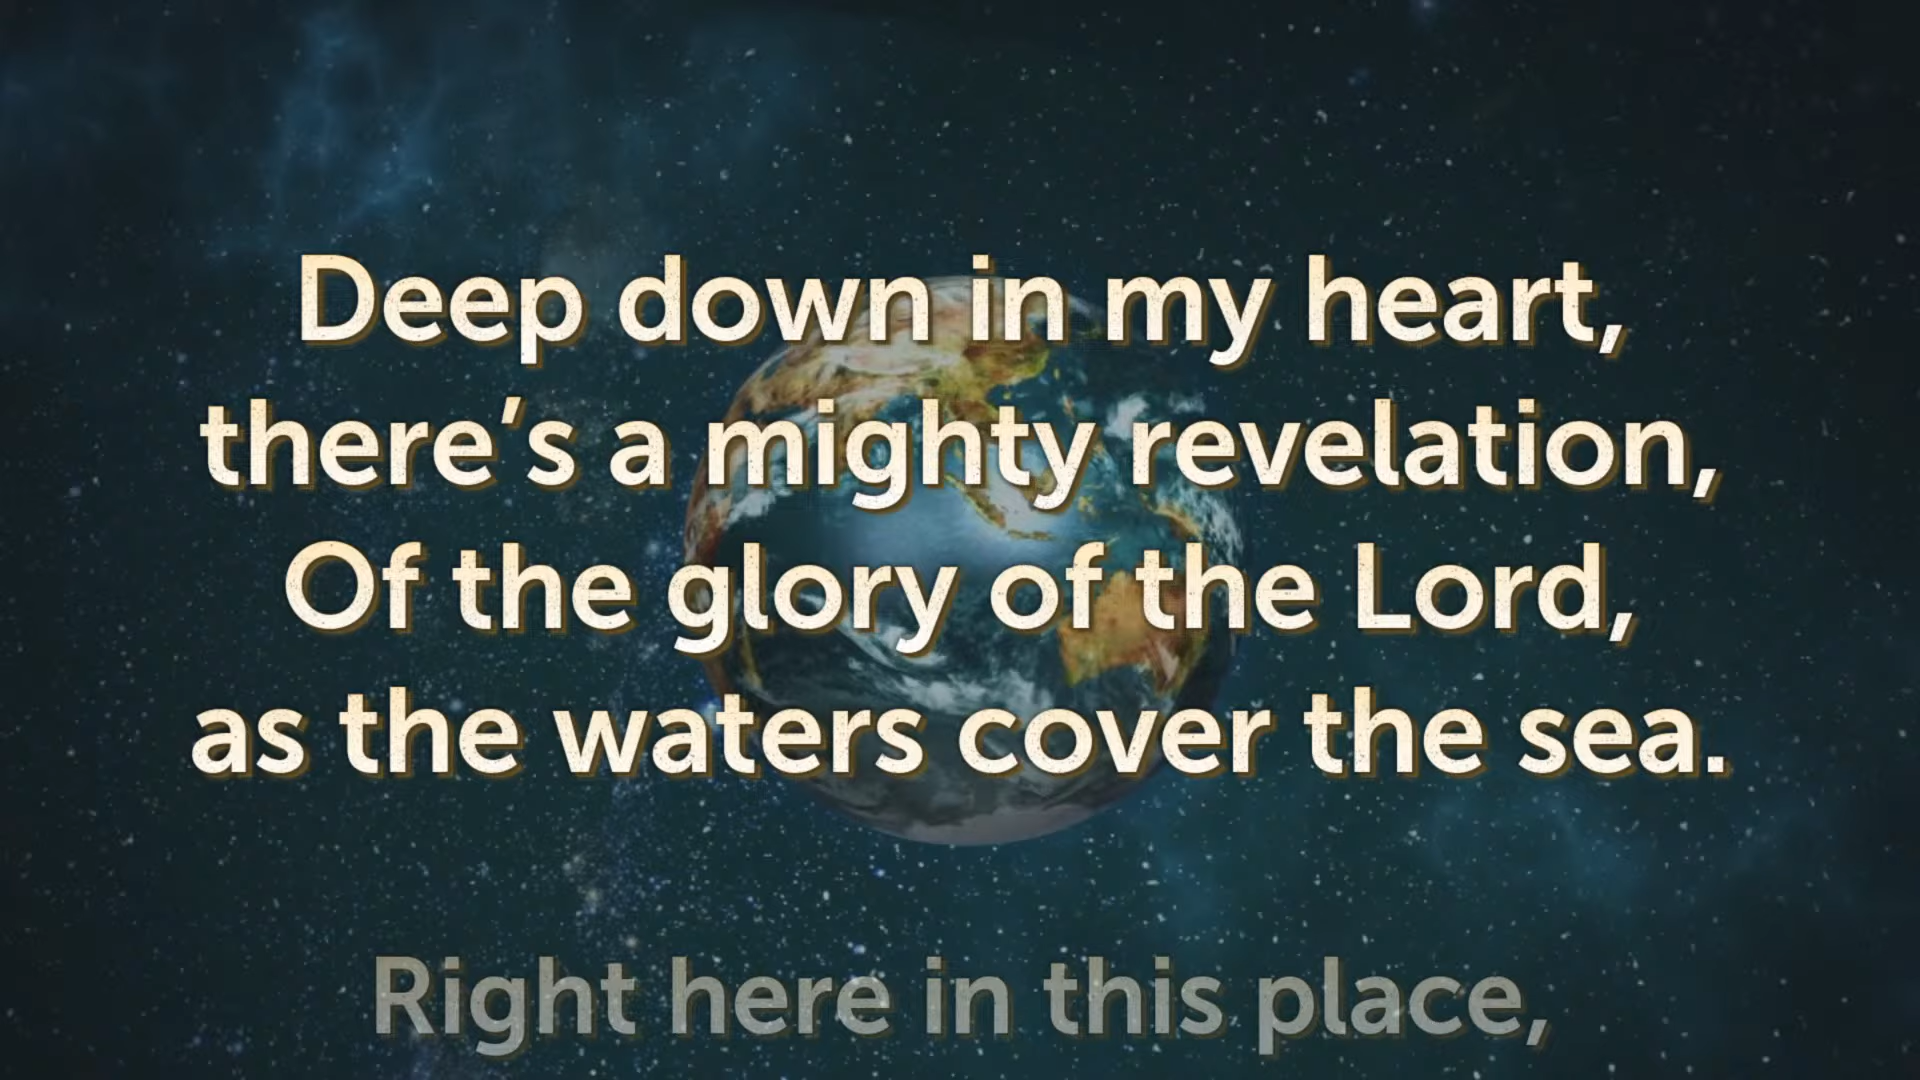 Deep down in my heart,
there’s a mighty revelation,
Of the glory of the Lord,
as the waters cover the sea.
Right here in this place,